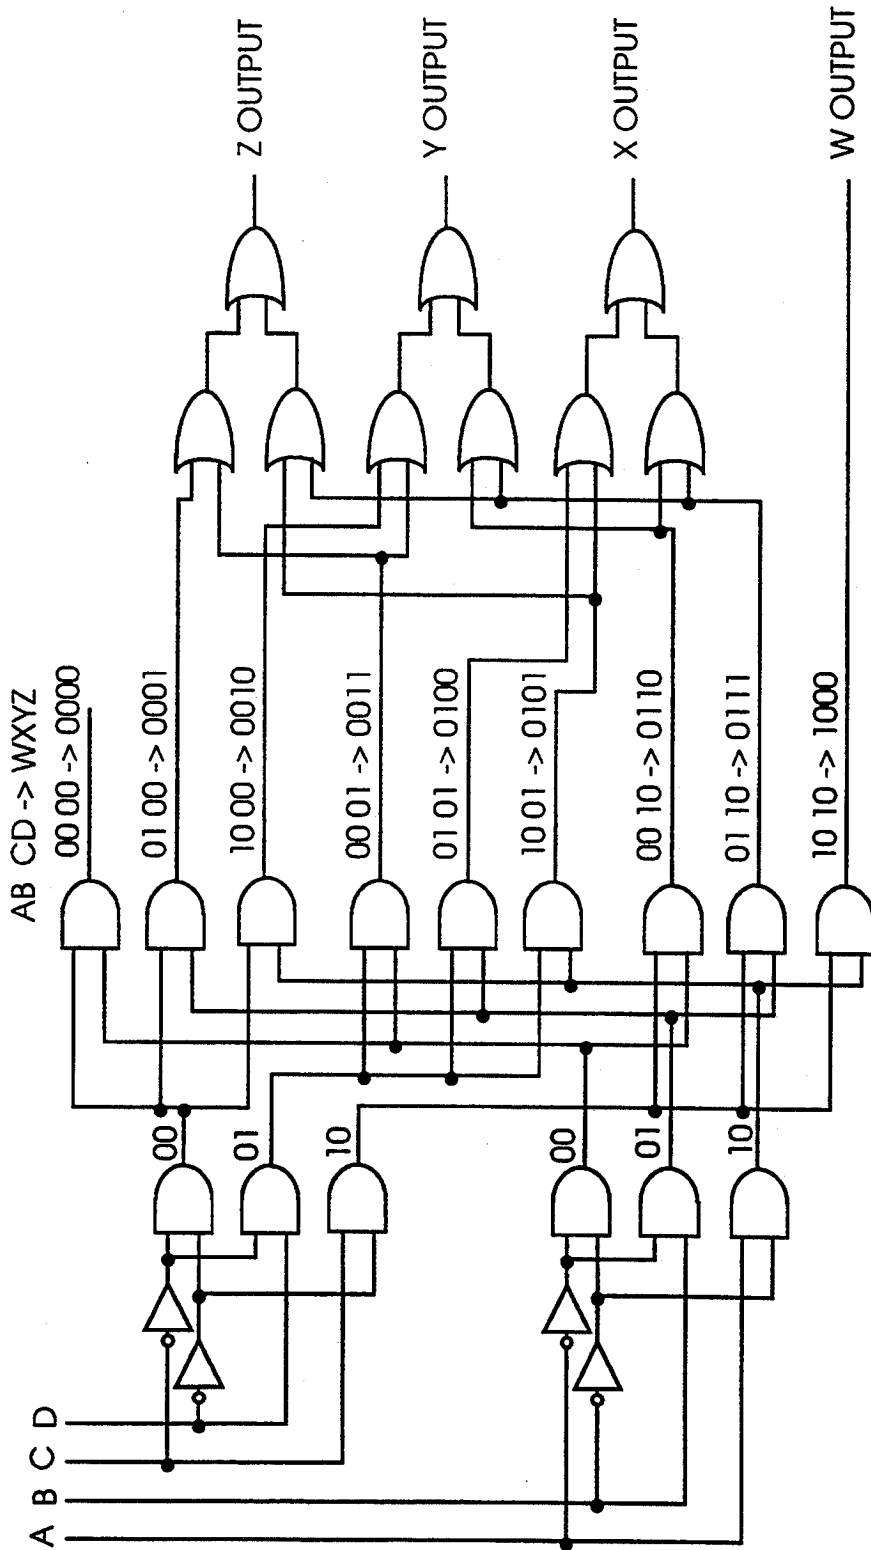 A
B
C
D
00
01
10
00
01
10
AB CD -> WXYZ
00 00 -> 0000
01 00 -> 0001
10 00 -> 0010
00 01 -> 0011
01 01 -> 0100
10 01 -> 0101
00 10 -> 0110
01 10 -> 0111
10 10 -> 1000
Z OUTPUT
Y OUTPUT
X OUTPUT
W OUTPUT